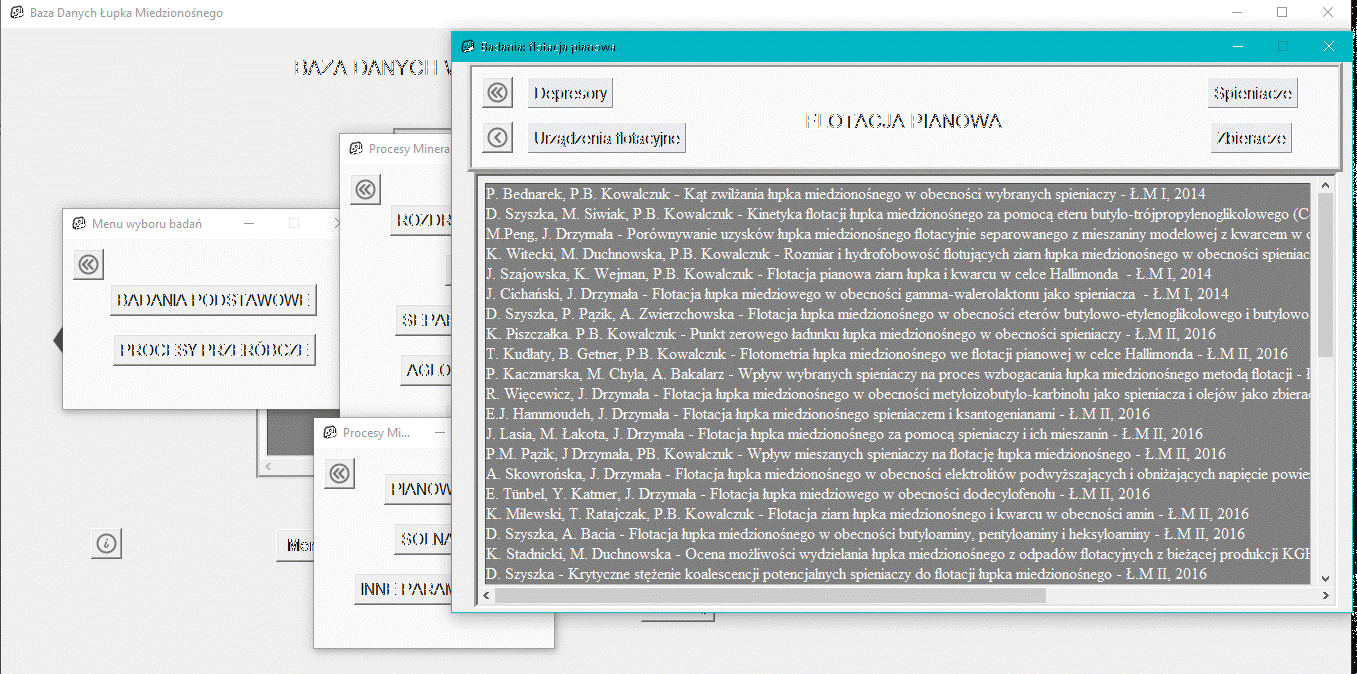 Baza Danych Łupka Miedzionośnego
BAZA DANYCH
Badania: flotacja pianowa
Depresory
Spieniacze
FLOTACJA PIANOWA
Urządzenia flotacyjne
Zbieracze
P. Bednarek, P.B. Kowalczuk - Kąt zwilżania łupka miedzionośnego w obecności wybranych spieniaczy - Ł.M I, 2014
D. Szyszka, M. Siwiak, P.B. Kowalczuk - Kinetyka flotacji łupka miedzionośnego za pomocą eteru butylo-trójpropylenoglikolowego (C
M.Peng, J. Drzymała - Porównywanie uzysków łupka miedzionośnego flotacyjnie separowanego z mieszaniny modelowej z kwarcem w
K. Witecki, M. Duchnowska, P.B. Kowalczuk - Rozmiar i hydrofobowość flotujących ziarn łupka miedzionośnego w obecności spieniac
J. Szajowska, K. Wejman, P.B. Kowalczuk - Flotacja pianowa ziarn łupka i kwarcu w celce Hallimonda - Ł.M I, 2014
J. Cichański, J. Drzymała - Flotacja łupka miedziowego w obecności gamma-walerolaktonu jako spieniacza - Ł.M I, 2014
D. Szyszka, P. Pązik, A. Zwierzchowska - Flotacja łupka miedzionośnego w obecności eterów butylowo-etylenoglikolowego i butylowo
K. Piszczałka. P.B. Kowalczuk - Punkt zerowego ładunku łupka miedzionośnego w obecności spieniaczy - Ł.M II, 2016
T. Kudłaty, B. Getner, P.B. Kowalczuk - Flotometria łupka miedzionośnego we flotacji pianowej w celce Hallimonda - Ł.M II, 2016
P. Kaczmarska, M. Chyla, A. Bakalarz - Wpływ wybranych spieniaczy na proces wzbogacania łupka miedzionośnego metodą flotacji -
R. Więcewicz, J. Drzymała - Flotacja łupka miedzionośnego w obecności metyloizobutylo-karbinolu jako spieniacza i olejów jako zbiera
E.J. Hammoudeh, J. Drzymała - Flotacja łupka miedzionośnego spieniaczem i ksantogenianami - Ł.M II, 2016
J. Lasia, M. Łakota, J. Drzymała - Flotacja łupka miedzionośnego za pomocą spieniaczy i ich mieszanin - Ł.M II, 2016
P.M. Pązik, J Drzymała, PB. Kowalczuk - Wpływ mieszanych spieniaczy na flotację łupka miedzionośnego - Ł.M II, 2016
A. Skowrońska, J. Drzymała - Flotacja łupka miedzionośnego w obecności elektrolitów podwyższających i obniżających napięcie powie
E. Tünbel, Y. Katmer, J. Drzymała - Flotacja łupka miedziowego w obecności dodecylofenolu - Ł.M II, 2016
K. Milewski, T. Ratajczak, P.B. Kowalczuk - Flotacja ziarn łupka miedzionośnego i kwarcu w obecności amin - Ł.M II, 2016
D. Szyszka, A. Bacia - Flotacja łupka miedzionośnego w obecności butyloaminy, pentyloaminy i heksyloaminy - Ł.M II, 2016
K. Stadnicki, M. Duchnowska - Ocena możliwości wydzielania łupka miedzionośnego z odpadów flotacyjnych z bieżącej produkcji KGH
D. Szyszka - Krytyczne stężenie koalescencji potencjalnych spieniaczy do flotacji łupka miedzionośnego - Ł.M II, 2016
Procesy Minera
ROZDR
SEPAR
AGLO
Menu wyboru badań
BADANIA PODSTAWOWE
PROCESY PRZERÓBCZE
Procesy Mi...
PIANOW
SOLNA
INNE PARAM